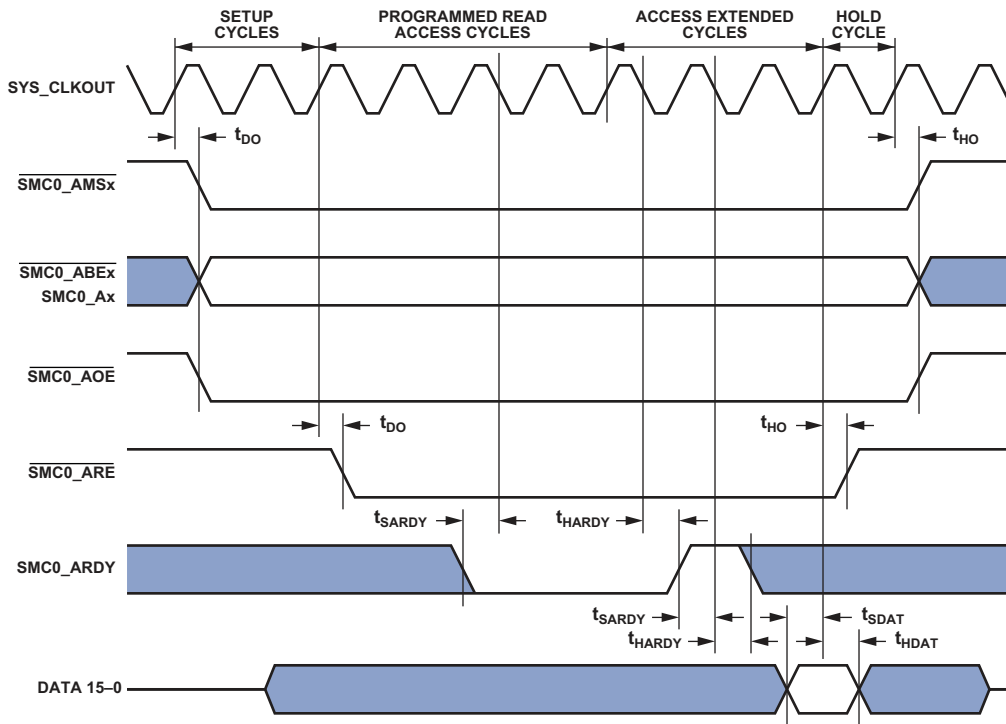 SETUP
CYCLES
PROGRAMMED READ
ACCESS CYCLES
ACCESS EXTENDED
CYCLES
HOLD
CYCLE
SYS_CLKOUT
tDO
tHO
SMC0_AMSx
SMC0_ABEx
SMC0_Ax
SMC0_AOE
tDO
tHO
SMC0_ARE
tSARDY
tHARDY
SMC0_ARDY
tSARDY
tSDAT
tHARDY
tHDAT
DATA 15–0